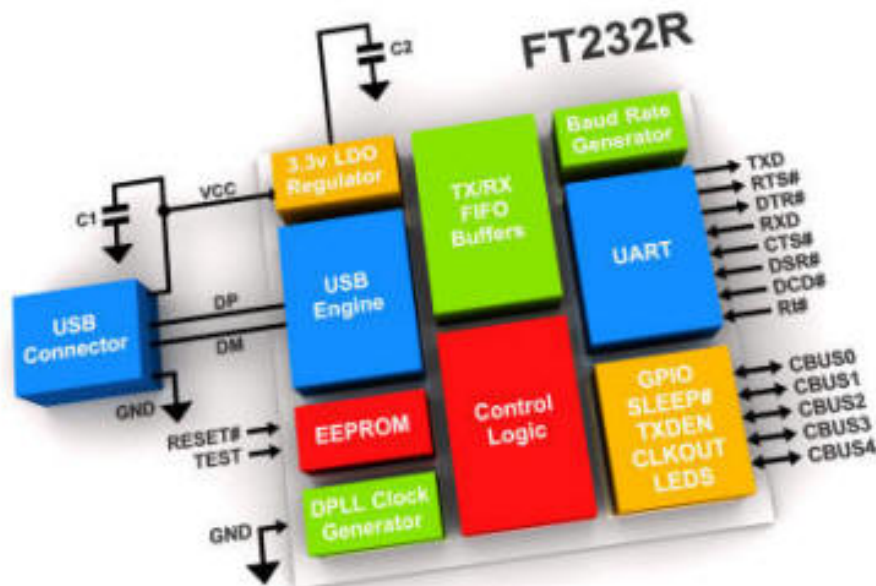 FT232R
C2
3.3v LDO
Regulator
TX/RX
FIFO
Buffers
Baud Rate
Generator
C1
VCC
USB
Connector
DP
DM
GND
USB
Engine
UART
TXD
RTS#
DTR#
RXD
CTS#
DSR#
DCD#
RI#
RESET#
TEST
EEPROM
Control
Logic
GPIO
SLEEP#
TXDEN
CLKOUT
LEDS
CBUS0
CBUS1
CBUS2
CBUS3
CBUS4
GND
DPLL Clock
Generator